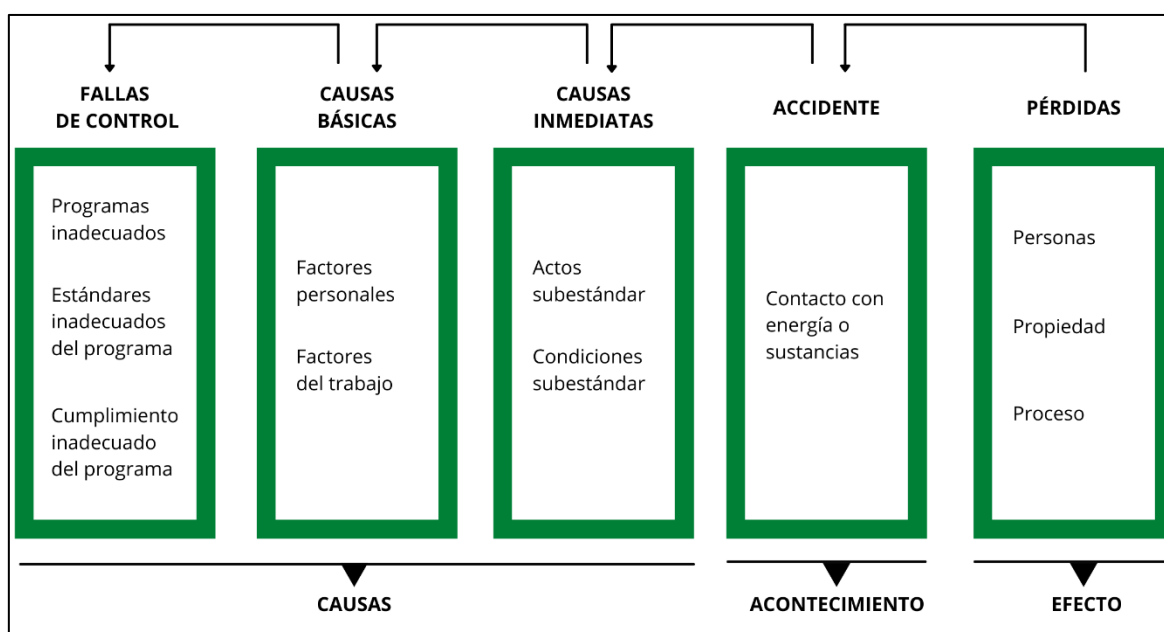 FALLAS
DE CONTROL
CAUSAS
BÁSICAS
CAUSAS
INMEDIATAS
ACCIDENTE
PÉRDIDAS
Programas
inadecuados
Estándares
inadecuados
del programa
Cumplimiento
inadecuado
del programa
Factores
personales
Factores
del trabajo
Actos
subestándar
Condiciones
subestándar
Contacto con
energía o
sustancias
Personas
Propiedad
Proceso
CAUSAS
ACONTECIMIENTO
EFECTO